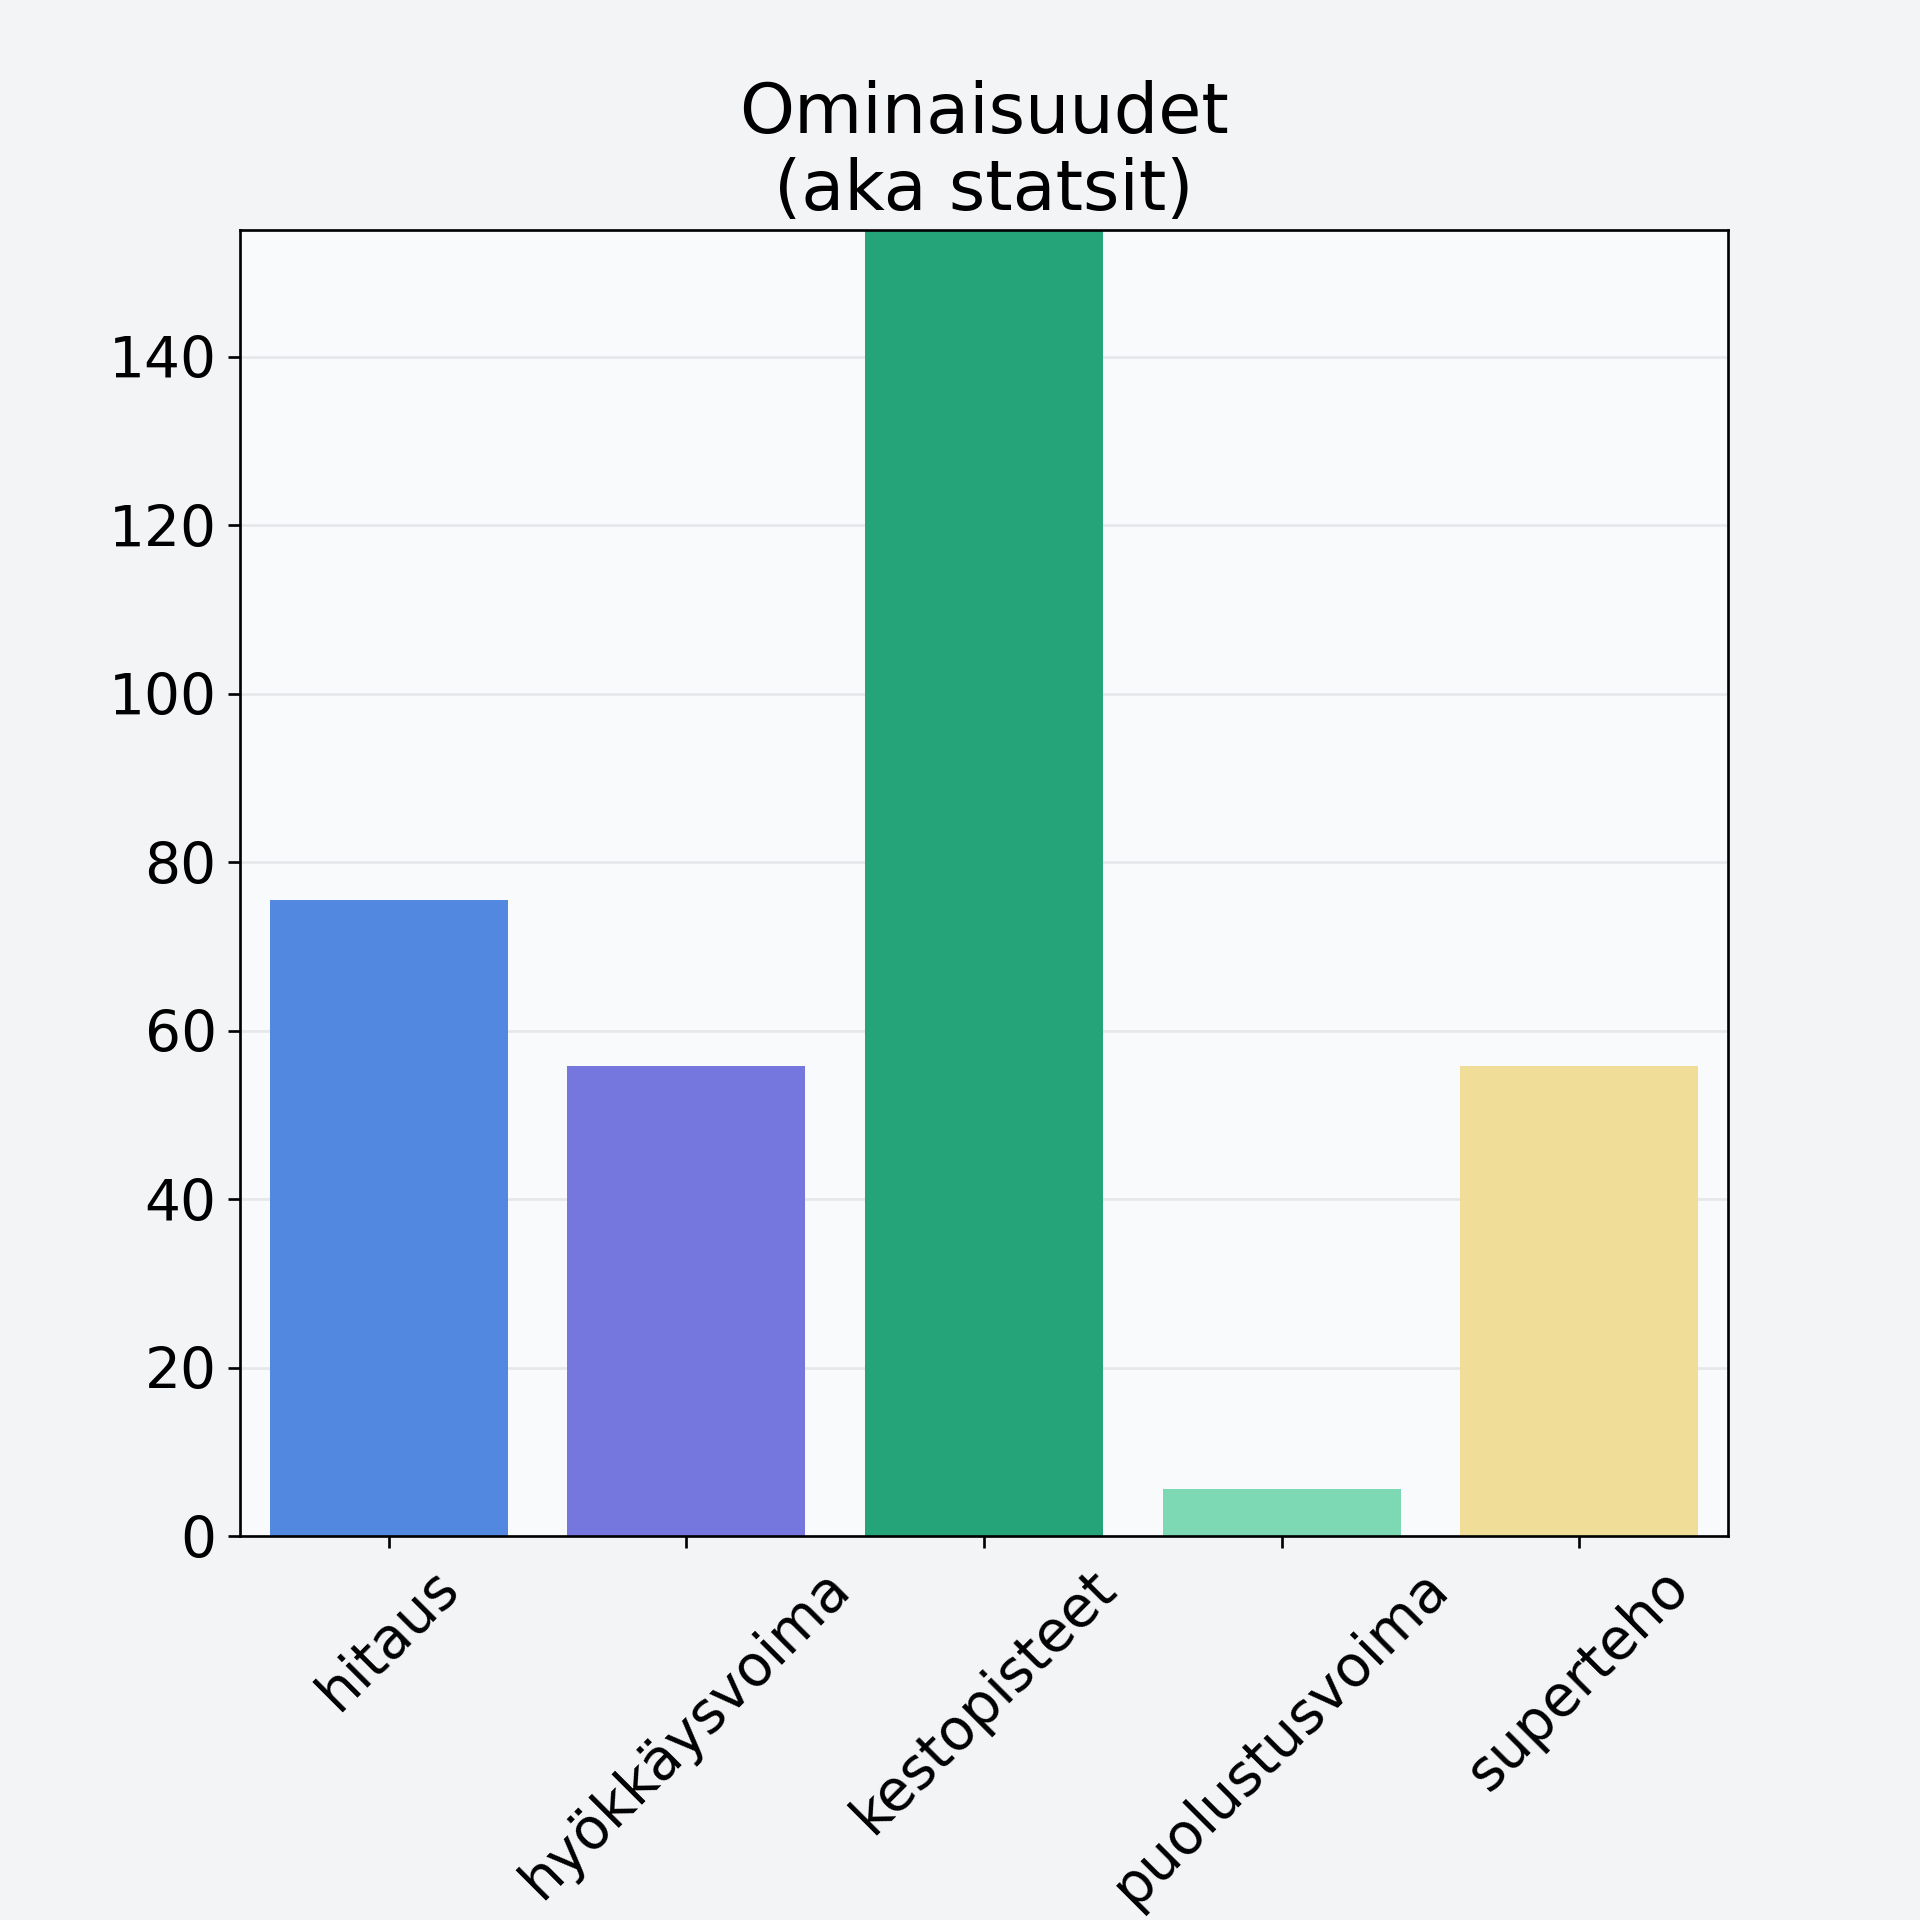 Ominaisuudet
(aka statsit)
140
120
100
80
60
40
20
0
hitaus
hyökkäysvoima
kestopisteet
puolustusvoima
superteho